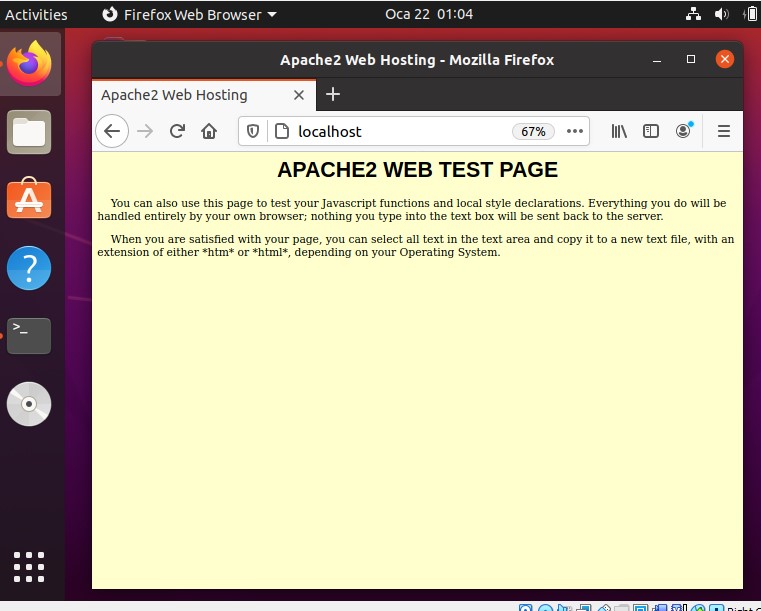 Activities
Firefox Web Browser
Oca 22 01:04
Apache2 Web Hosting - Mozilla Firefox
Apache2 Web Hosting
localhost
67%
APACHE2 WEB TEST PAGE
You can also use this page to test your Javascript functions and local style declarations. Everything you do will be
handled entirely by your own browser; nothing you type into the text box will be sent back to the server.
When you are satisfied with your page, you can select all text in the text area and copy it to a new text file, with an
extension of either *htm* or *html*, depending on your Operating System.
>_
Right